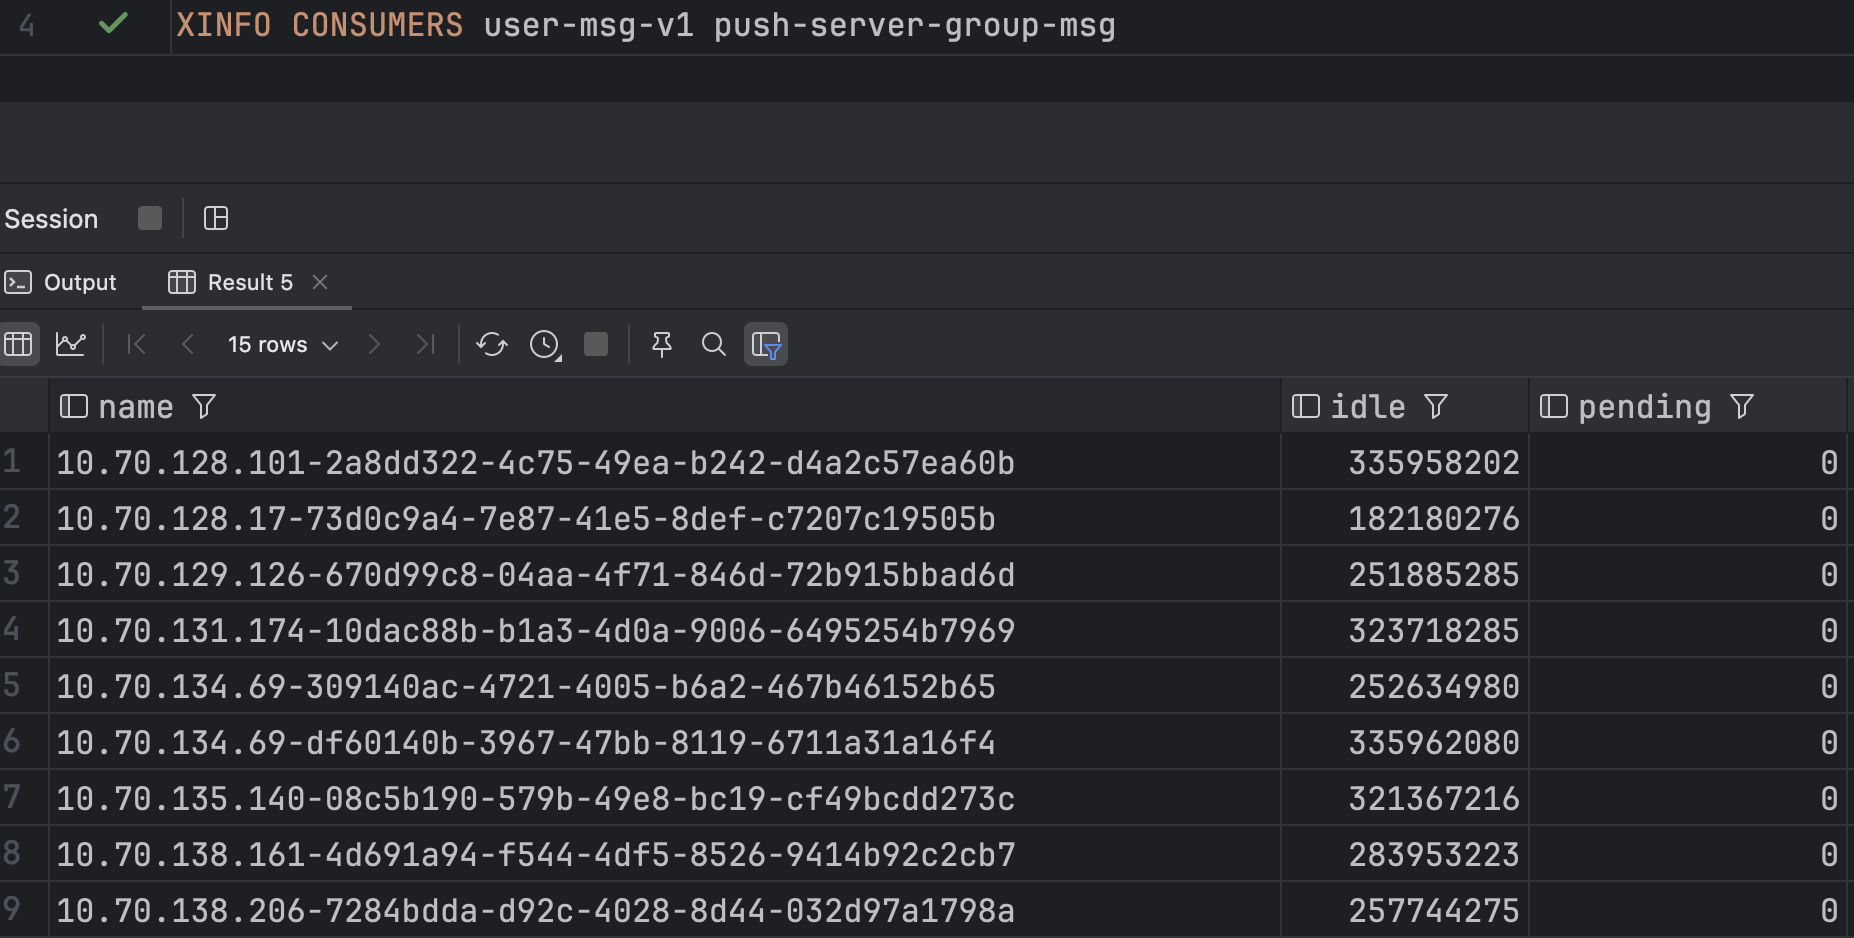 4 XINFO CONSUMERS user-msg-v1 push-server-group-msg
Session
Output Result 5
15 rows
name idle pending
1 10.70.128.101-2a8dd322-4c75-49ea-b242-d4a2c57ea60b 335958202 0
2 10.70.128.17-73d0c9a4-7e87-41e5-8def-c7207c19505b 182180276 0
3 10.70.129.126-670d99c8-04aa-4f71-846d-72b915bbad6d 251885285 0
4 10.70.131.174-10dac88b-b1a3-4d0a-9006-6495254b7969 323718285 0
5 10.70.134.69-309140ac-4721-4005-b6a2-467b46152b65 252634980 0
6 10.70.134.69-df60140b-3967-47bb-8119-6711a31a16f4 335962080 0
7 10.70.135.140-08c5b190-579b-49e8-bc19-cf49bcdd273c 321367216 0
8 10.70.138.161-4d691a94-f544-4df5-8526-9414b92c2cb7 283953223 0
9 10.70.138.206-7284bdda-d92c-4028-8d44-032d97a1798a 257744275 0